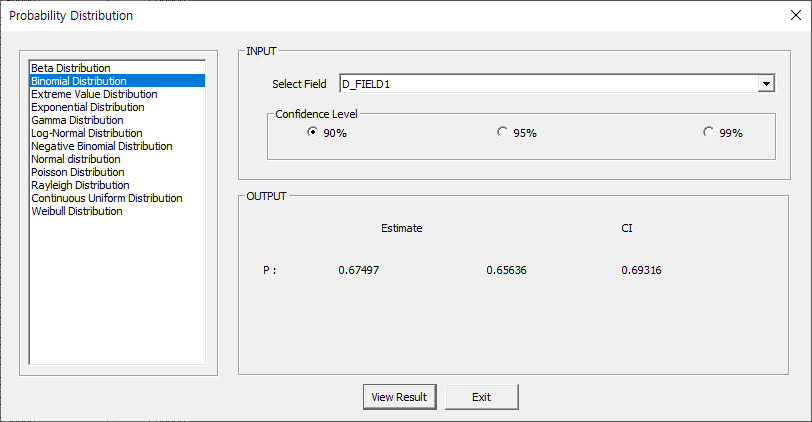 Probability Distribution
Beta Distribution
Binomial Distribution
Extreme Value Distribution
Exponential Distribution
Gamma Distribution
Log-Normal Distribution
Negative Binomial Distribution
Normal distribution
Poisson Distribution
Rayleigh Distribution
Continuous Uniform Distribution
Weibull Distribution
INPUT
Select Field D_FIELD1
Confidence Level
90% 95% 99%
OUTPUT
Estimate CI
P : 0.67497 0.65636 0.69316
View Result Exit